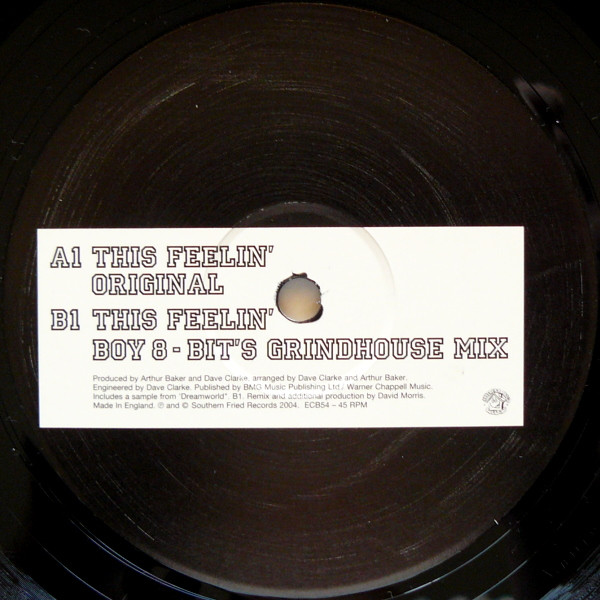 A1 THIS FEELIN'
ORIGINAL
B1 THIS FEELIN'
BOY 8 - BIT'S GRINDHOUSE MIX
Produced by Arthur Baker and Dave Clarke, arranged by Dave Clarke and Arthur Baker.
Engineered by Dave Clarke. Published by BMG Music Publishing Ltd./ Warner Chappell Music.
Includes a sample from 'Dreamworld". B1. Remix and additional production by David Morris.
Made In England. ℗ and © Southern Fried Records 2004. ECB54 – 45 RPM